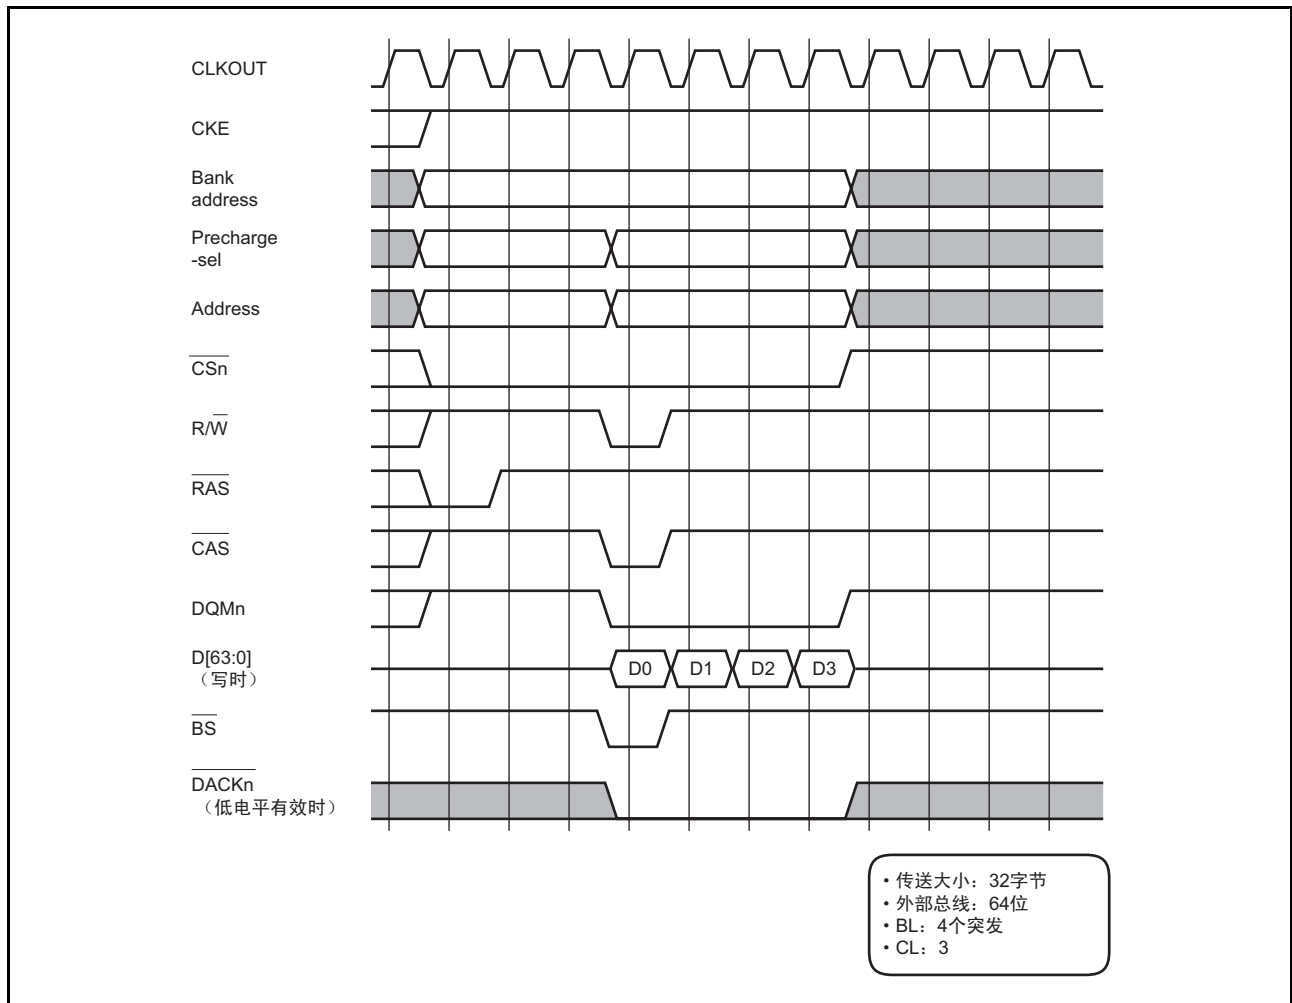 CLKOUT
CKE
Bank
address
Precharge
-sel
Address
CSn
R/W
RAS
CAS
DQMn
D[63:0]
（写时）
D0 D1 D2 D3
BS
DACKn
（低电平有效时）
• 传送大小：32字节
• 外部总线：64位
• BL：4个突发
• CL：3